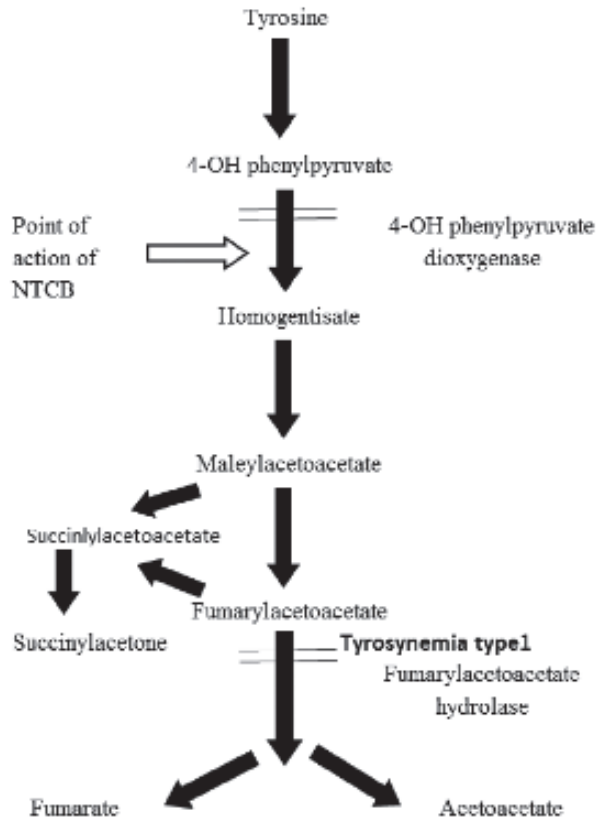 Tyrosine
4-OH phenylpyruvate
Point of
action of
NTCB
4-OH phenylpyruvate
dioxygenase
Homogentisate
Maleylacetoacetate
Succinlylacetoacetate
Fumarylacetoacetate
Succinylacetone
Tyrosynemia type1
Fumarylacetoacetate
hydrolase
Fumarate
Acetoacetate